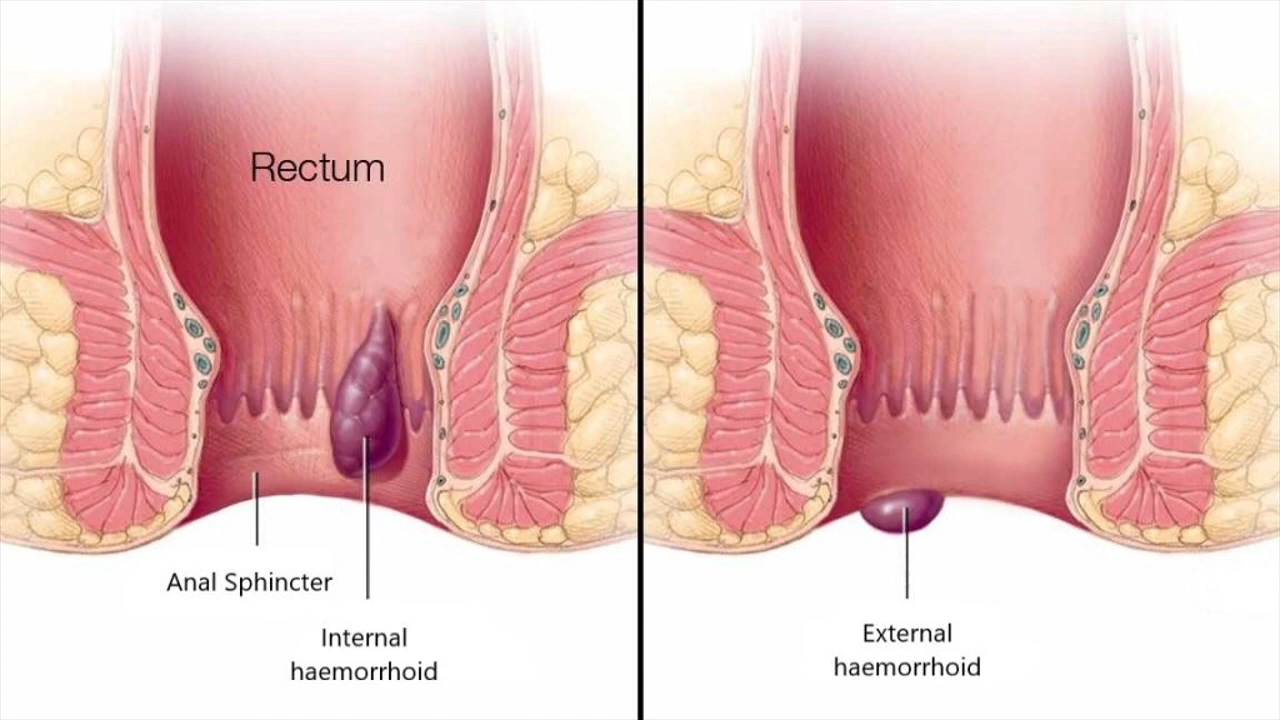 Rectum
Anal Sphincter
Internal
haemorrhoid
External
haemorrhoid